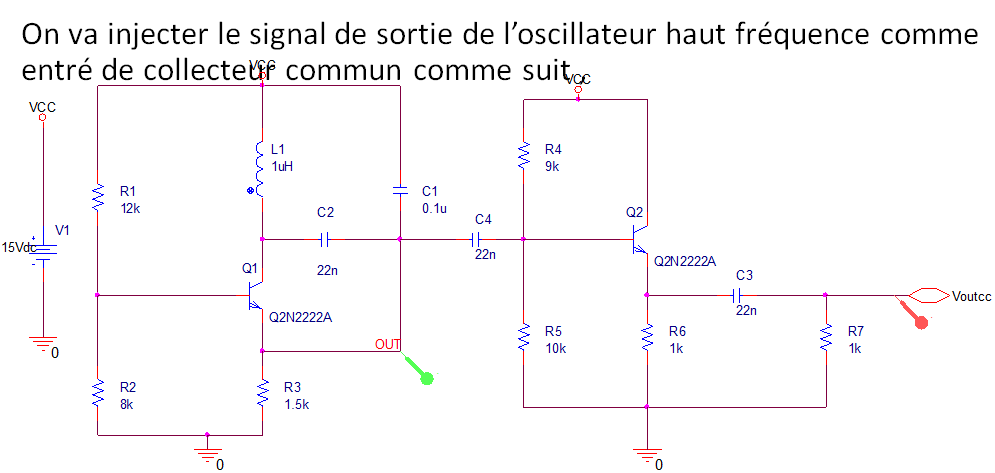 On va injecter le signal de sortie de l’oscillateur haut fréquence comme
entré de collecteur commun comme suit
VCC
VCC
VCC
L1
1uH
R4
9k
R1
12k
C1
0.1u
C2
22n
C4
22n
Q2
V1
15Vdc
+
-
Q1
Q2N2222A
C3
22n
Voutcc
Q2N2222A
OUT
R5
10k
R6
1k
R7
1k
0
R2
8k
R3
1.5k
0
0